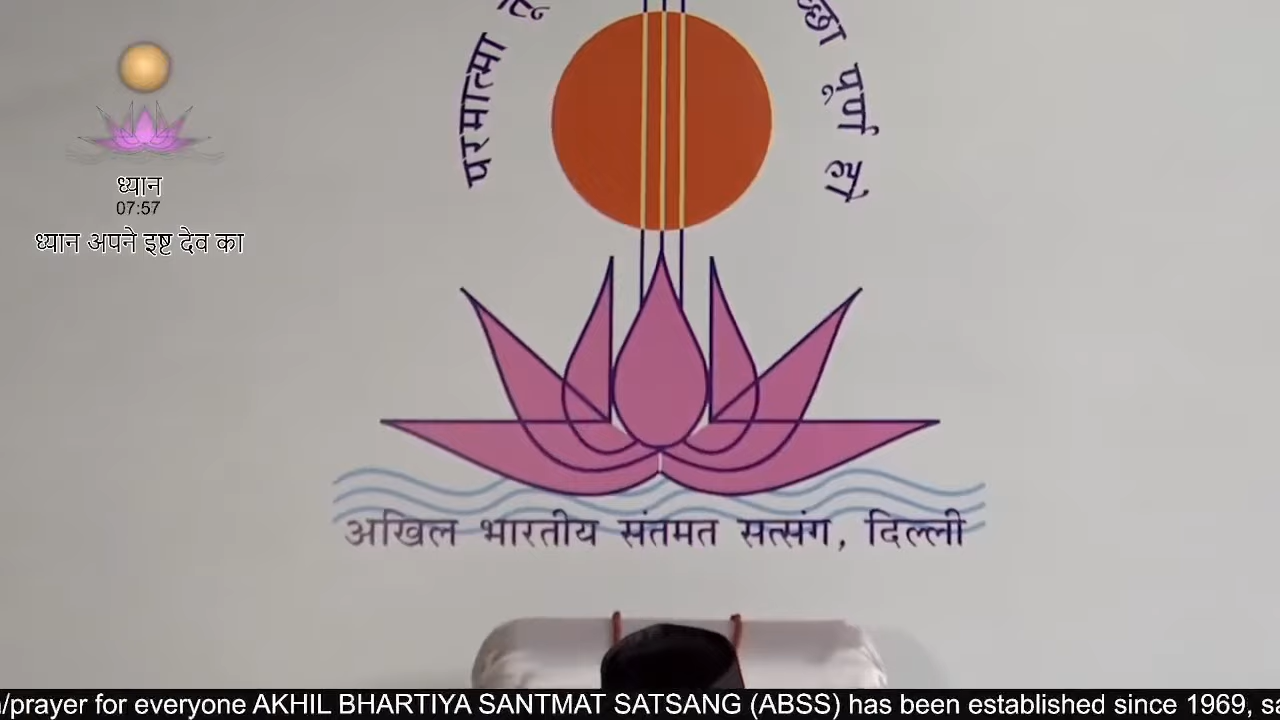 परमात्मा तू
च्छा पूर्ण हो
ध्यान
07:57
ध्यान अपने इष्ट देव का
अखिल भारतीय संतमत सत्संग, दिल्ली
/prayer for everyone AKHIL BHARTIYA SANTMAT SATSANG (ABSS) has been established since 1969, sa